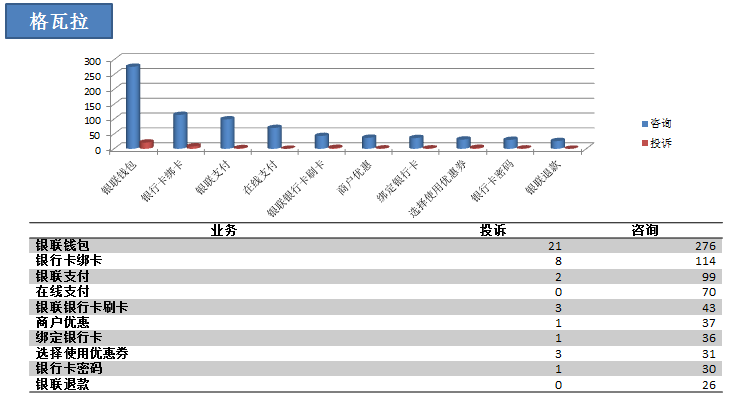 格瓦拉
300
250
200
150
100
50
0
咨询
投诉
银联钱包
银行卡绑卡
银联支付
在线支付
银联银行卡刷卡
商户优惠
绑定银行卡
选择使用优惠券
银行卡密码
银联退款
业务 投诉 咨询
银联钱包 21 276
银行卡绑卡 8 114
银联支付 2 99
在线支付 0 70
银联银行卡刷卡 3 43
商户优惠 1 37
绑定银行卡 1 36
选择使用优惠券 3 31
银行卡密码 1 30
银联退款 0 26